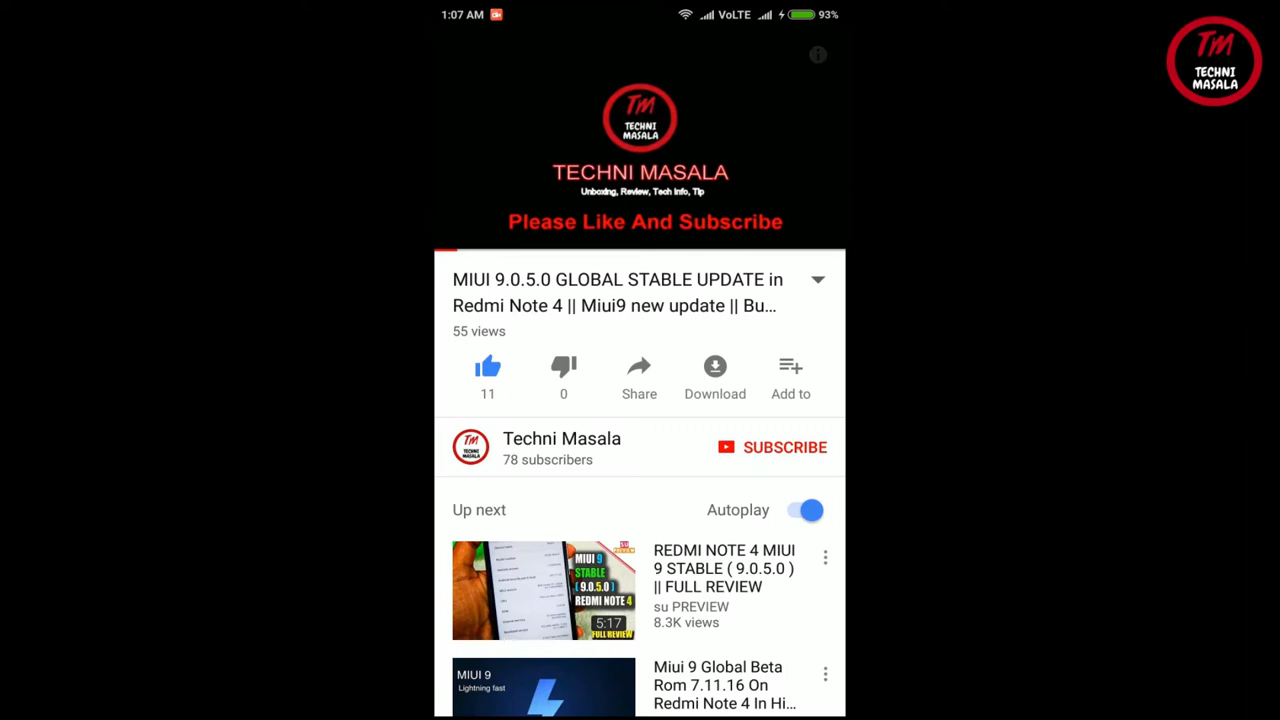 1:07 AM
VoLTE
93%
TM
TECHNI
MASALA
TM
TECHNI
MASALA
TECHNI MASALA
Unboxing, Review, Tech Info, Tip
Please Like And Subscribe
MIUI 9.0.5.0 GLOBAL STABLE UPDATE in
Redmi Note 4 || Miui9 new update || Bu...
55 views
11
0
Share
Download
Add to
TM
TECHNI
MASALA
Techni Masala
78 subscribers
SUBSCRIBE
Up next
Autoplay
MIUI 9
STABLE
( 9.0.5.0 )
REDMI NOTE 4
5:17
FULL REVIEW
REDMI NOTE 4 MIUI
9 STABLE ( 9.0.5.0 )
|| FULL REVIEW
su PREVIEW
8.3K views
MIUI 9
Lightning fast
Miui 9 Global Beta
Rom 7.11.16 On
Redmi Note 4 In Hi...